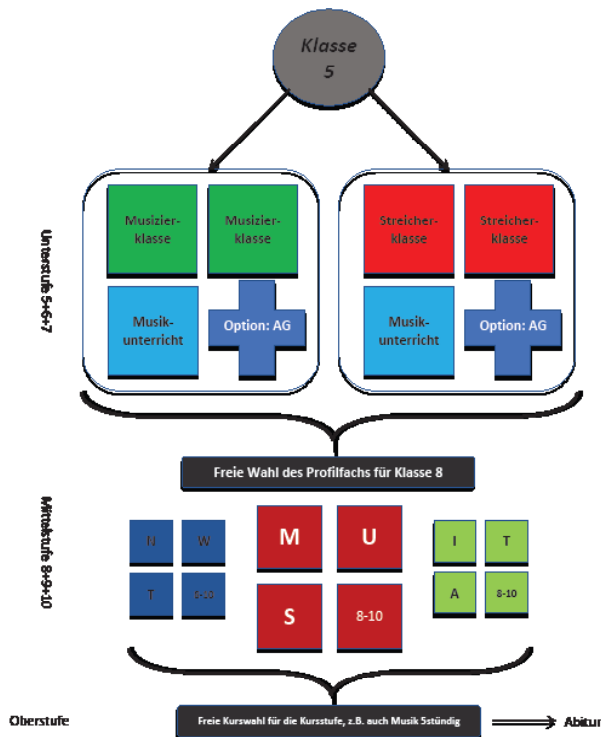 Klasse
5
Unterstufe 5+6+7
Musizier-
klasse
Musizier-
klasse
Streicher-
klasse
Streicher-
klasse
Musik-
unterricht
Option: AG
Musik-
unterricht
Option: AG
Freie Wahl des Profilfachs für Klasse 8
Mittelstufe 8+9+10
N W
T 8-10
M U
S 8-10
I T
A 8-10
Oberstufe
Freie Kurswahl für die Kursstufe, z.B. auch Musik 5stündig
Abitur